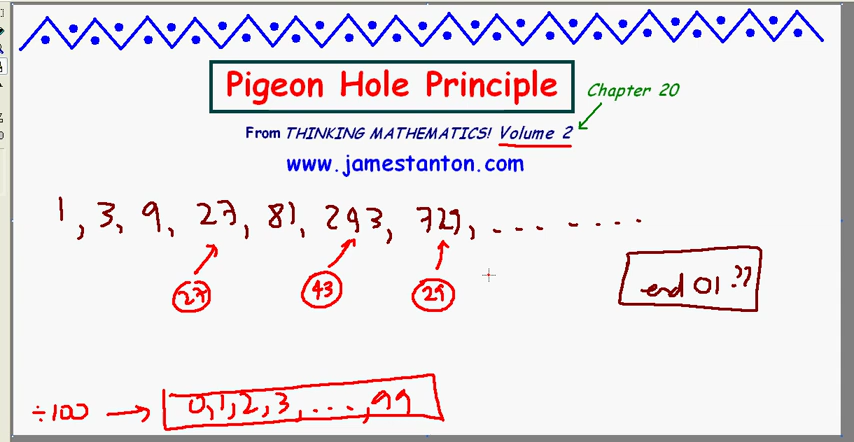 Pigeon Hole Principle
Chapter 20
From THINKING MATHEMATICS! Volume 2
www.jamestanton.com
1, 3, 9, 27, 81, 243, 729, ... ....
27 43 29
end 01 ??
÷100 → 0, 1, 2, 3, ..., 99